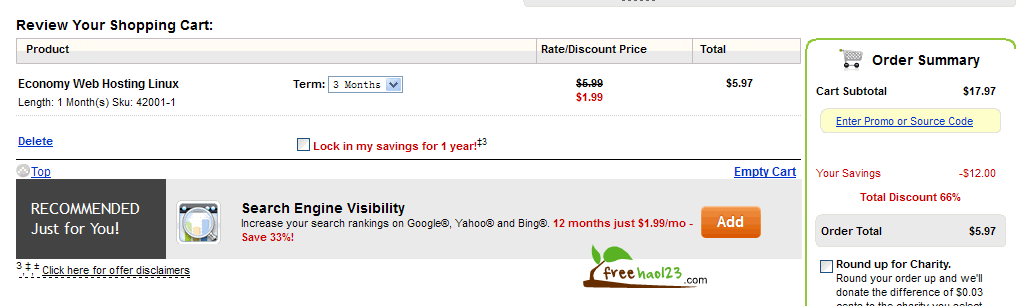 Review Your Shopping Cart:
Product Rate/Discount Price Total
Economy Web Hosting Linux Term: 3 Months $5.99 $5.97
Length: 1 Month(s) Sku: 42001-1 $1.99
Delete Lock in my savings for 1 year!‡3
Top Empty Cart
RECOMMENDED
Just for You!
Search Engine Visibility
Increase your search rankings on Google®, Yahoo® and Bing®. 12 months just $1.99/mo -
Save 33%!
Add
3 ‡ ± Click here for offer disclaimers
freehao123.com
Order Summary
Cart Subtotal $17.97
Enter Promo or Source Code
Your Savings -$12.00
Total Discount 66%
Order Total $5.97
Round up for Charity.
Round your order up and we'll
donate the difference of $0.03